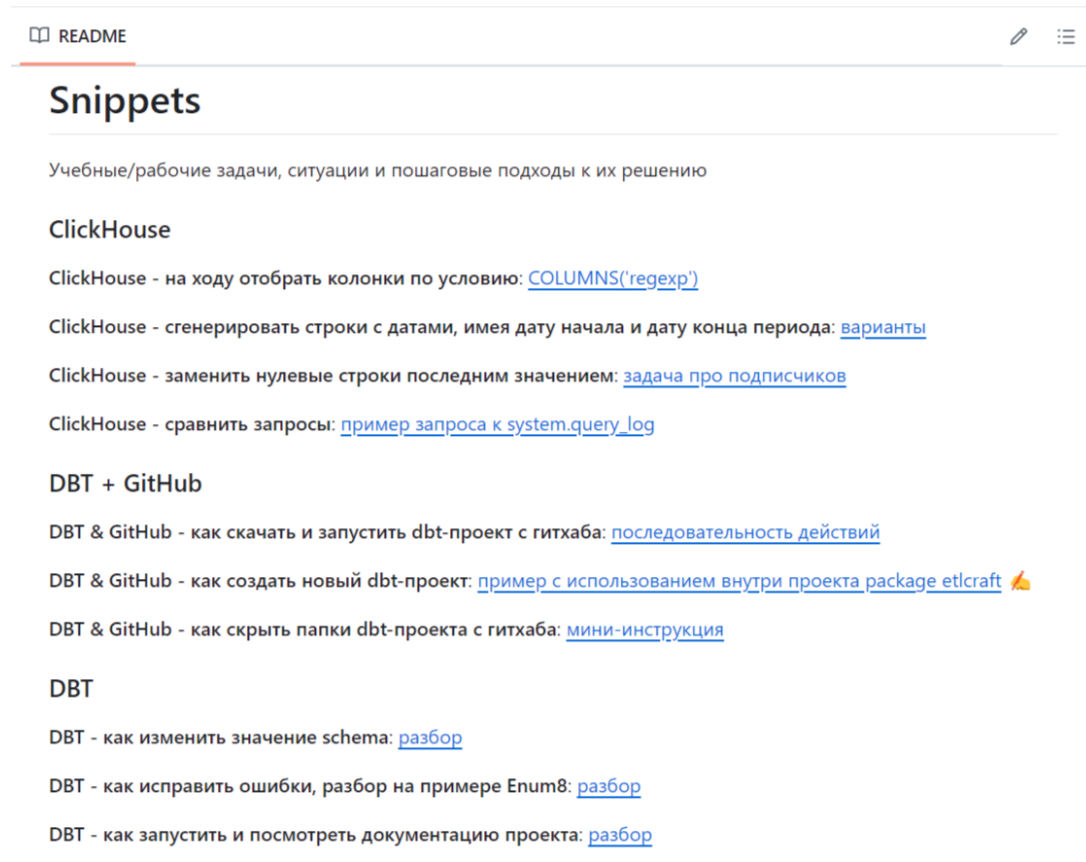 README
Snippets
Учебные/рабочие задачи, ситуации и пошаговые подходы к их решению
ClickHouse
ClickHouse - на ходу отобрать колонки по условию: COLUMNS('regexp')
ClickHouse - сгенерировать строки с датами, имея дату начала и дату конца периода: варианты
ClickHouse - заменить нулевые строки последним значением: задача про подписчиков
ClickHouse - сравнить запросы: пример запроса к system.query_log
DBT + GitHub
DBT & GitHub - как скачать и запустить dbt-проект с гитхаба: последовательность действий
DBT & GitHub - как создать новый dbt-проект: пример с использованием внутри проекта package etlcraft ✍️
DBT & GitHub - как скрыть папки dbt-проекта с гитхаба: мини-инструкция
DBT
DBT - как изменить значение schema: разбор
DBT - как исправить ошибки, разбор на примере Enum8: разбор
DBT - как запустить и посмотреть документацию проекта: разбор